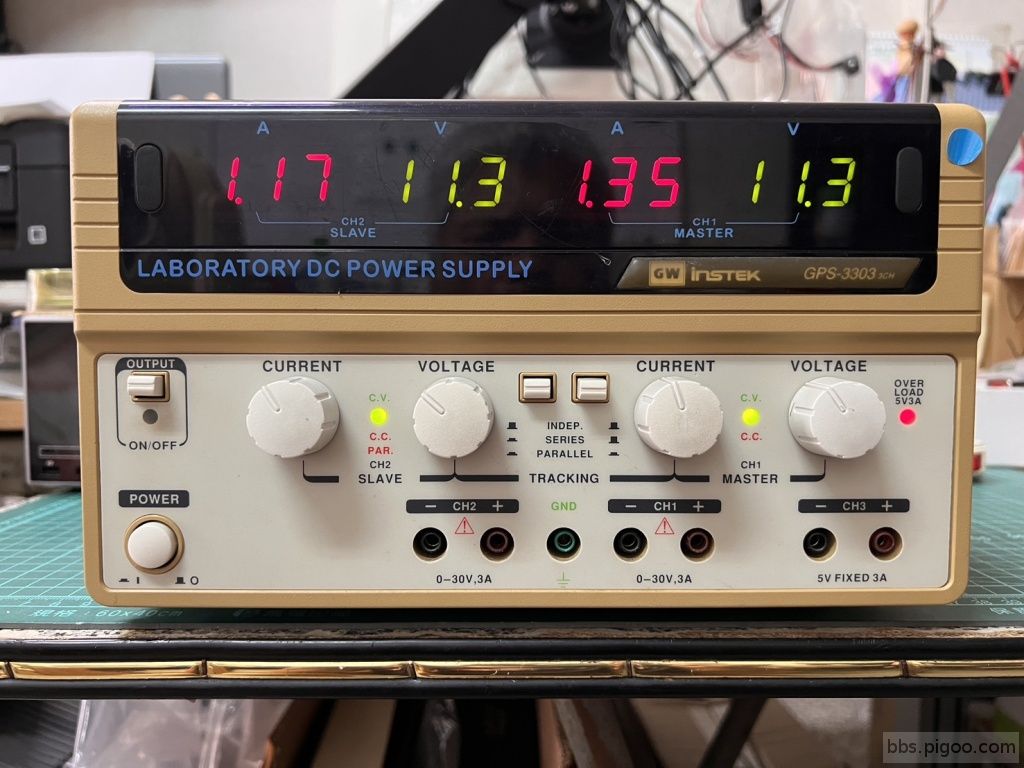 A V A V
1.17 11.3 1.35 11.3
CH2 CH1
SLAVE MASTER
LABORATORY DC POWER SUPPLY
GW INSTEK GPS-3303 3CH
OUTPUT
ON/OFF
CURRENT VOLTAGE CURRENT VOLTAGE
C.V.
C.C.
PAR.
CH2
SLAVE
INDEP.
SERIES
PARALLEL
TRACKING
C.V.
C.C.
CH1
MASTER
OVER
LOAD
5V3A
POWER
I O
− CH2 + GND − CH1 + − CH3 +
0–30V,3A 0–30V,3A 5V FIXED 3A
60x45cm
bbs.pigoo.com